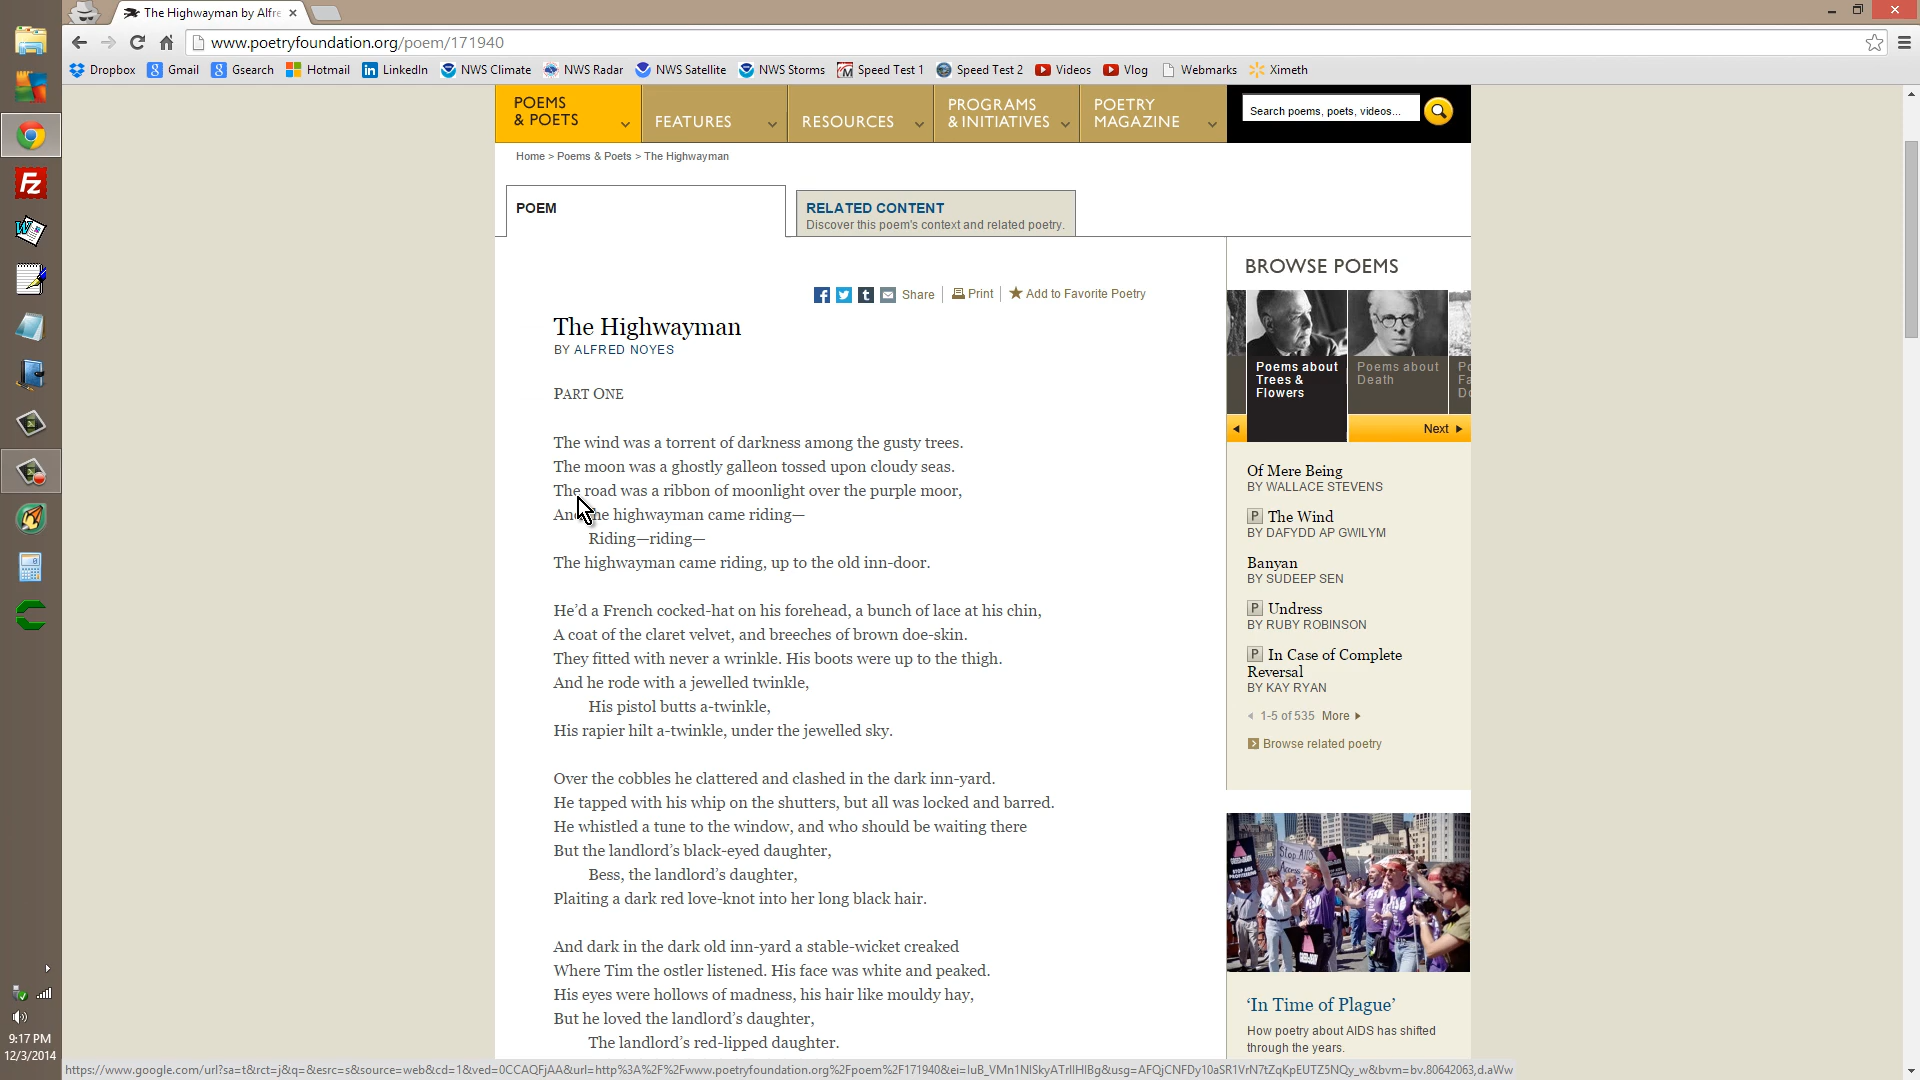 The Highwayman by Alfre
www.poetryfoundation.org/poem/171940
Dropbox Gmail Gsearch Hotmail LinkedIn NWS Climate NWS Radar NWS Satellite NWS Storms Speed Test 1 Speed Test 2 Videos Vlog Webmarks Ximeth
POEMS
& POETS
FEATURES
RESOURCES
PROGRAMS
& INITIATIVES
POETRY
MAGAZINE
Search poems, poets, videos...
Home > Poems & Poets > The Highwayman
POEM
RELATED CONTENT
Discover this poem's context and related poetry.
Share Print Add to Favorite Poetry
The Highwayman
BY ALFRED NOYES
PART ONE
The wind was a torrent of darkness among the gusty trees.
The moon was a ghostly galleon tossed upon cloudy seas.
The road was a ribbon of moonlight over the purple moor,
And the highwayman came riding—
Riding—riding—
The highwayman came riding, up to the old inn-door.
He’d a French cocked-hat on his forehead, a bunch of lace at his chin,
A coat of the claret velvet, and breeches of brown doe-skin.
They fitted with never a wrinkle. His boots were up to the thigh.
And he rode with a jewelled twinkle,
His pistol butts a-twinkle,
His rapier hilt a-twinkle, under the jewelled sky.
Over the cobbles he clattered and clashed in the dark inn-yard.
He tapped with his whip on the shutters, but all was locked and barred.
He whistled a tune to the window, and who should be waiting there
But the landlord’s black-eyed daughter,
Bess, the landlord’s daughter,
Plaiting a dark red love-knot into her long black hair.
And dark in the dark old inn-yard a stable-wicket creaked
Where Tim the ostler listened. His face was white and peaked.
His eyes were hollows of madness, his hair like mouldy hay,
But he loved the landlord’s daughter,
The landlord’s red-lipped daughter.
BROWSE POEMS
Poems about
Trees &
Flowers
Poems about
Death
Po
Fa
Do
Next
Of Mere Being
BY WALLACE STEVENS
P The Wind
BY DAFYDD AP GWILYM
Banyan
BY SUDEEP SEN
P Undress
BY RUBY ROBINSON
P In Case of Complete
Reversal
BY KAY RYAN
1-5 of 535 More
Browse related poetry
Stop AIDS
‘In Time of Plague’
How poetry about AIDS has shifted
through the years.
9:17 PM
12/3/2014